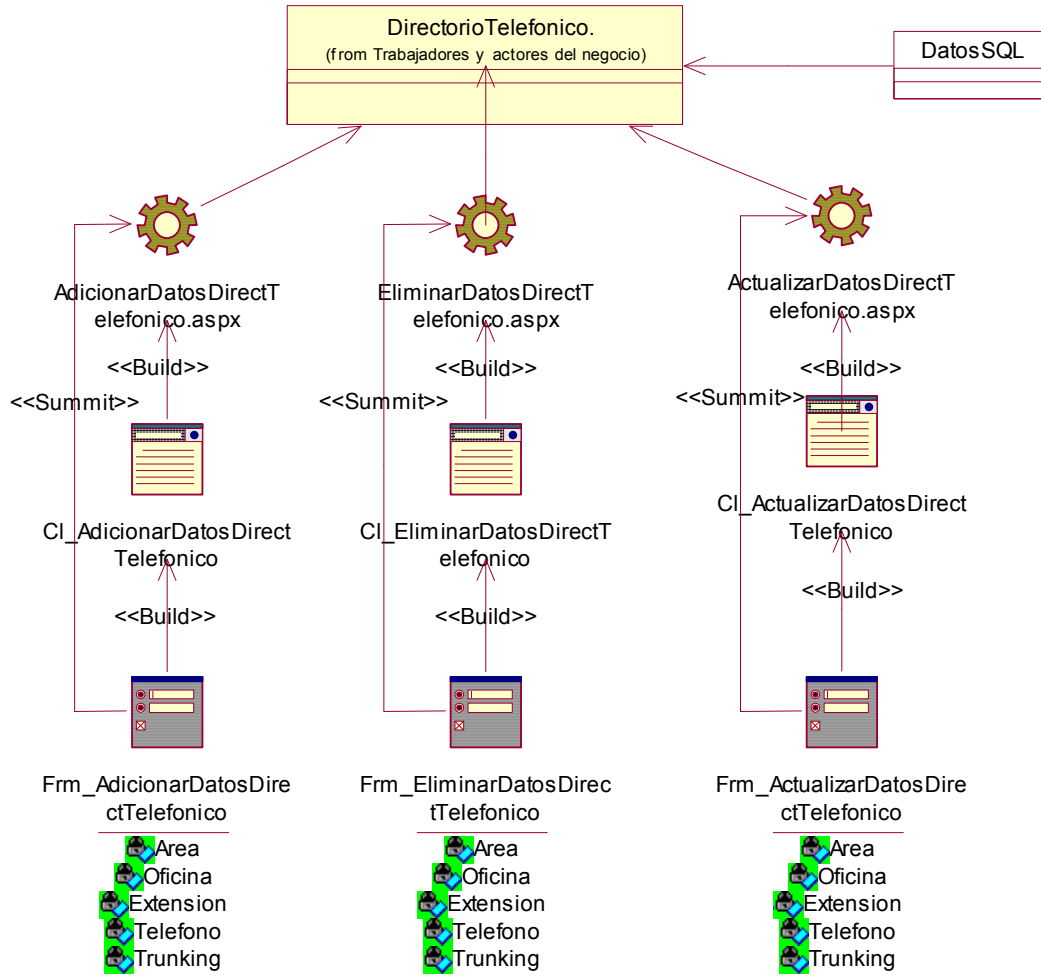 DirectorioTelefonico.
(from Trabajadores y actores del negocio)
DatosSQL
AdicionarDatosDirectT
elefonico.aspx
EliminarDatosDirectT
elefonico.aspx
ActualizarDatosDirectT
elefonico.aspx
<<Build>>
<<Build>>
<<Build>>
<<Summit>>
<<Summit>>
<<Summit>>
Cl_AdicionarDatosDirect
Telefonico
Cl_EliminarDatosDirectT
elefonico
Cl_ActualizarDatosDirect
Telefonico
<<Build>>
<<Build>>
<<Build>>
Frm_AdicionarDatosDire
ctTelefonico
Area
Oficina
Extension
Telefono
Trunking
Frm_EliminarDatosDirec
tTelefonico
Area
Oficina
Extension
Telefono
Trunking
Frm_ActualizarDatosDire
ctTelefonico
Area
Oficina
Extension
Telefono
Trunking